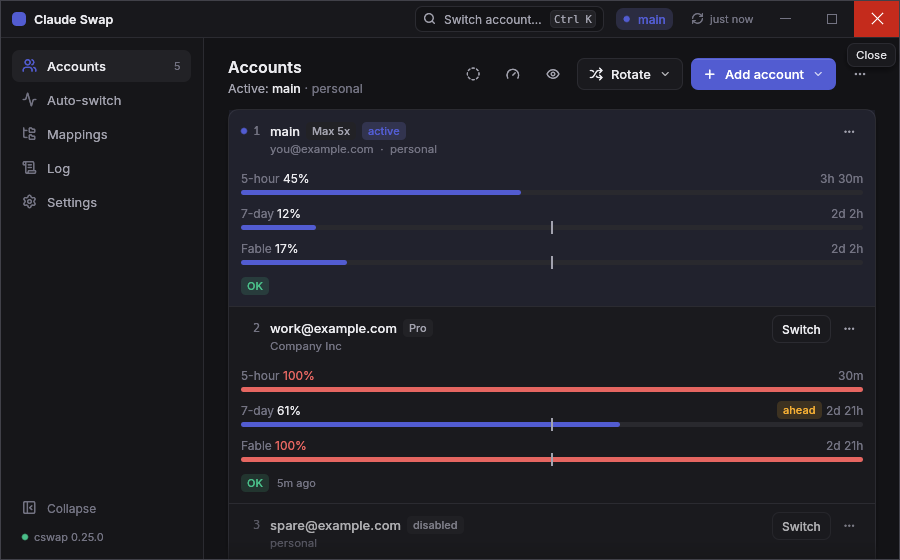 Claude Swap
Switch account... Ctrl K
main
just now
Close
Accounts 5
Auto-switch
Mappings
Log
Settings
Collapse
cswap 0.25.0
Accounts
Active: main · personal
Rotate
Add account
1 main Max 5x active
you@example.com · personal
5-hour 45% 3h 30m
7-day 12% 2d 2h
Fable 17% 2d 2h
OK
2 work@example.com Pro Switch
Company Inc
5-hour 100% 30m
7-day 61% ahead 2d 21h
Fable 100% 2d 21h
OK 5m ago
3 spare@example.com disabled Switch
personal